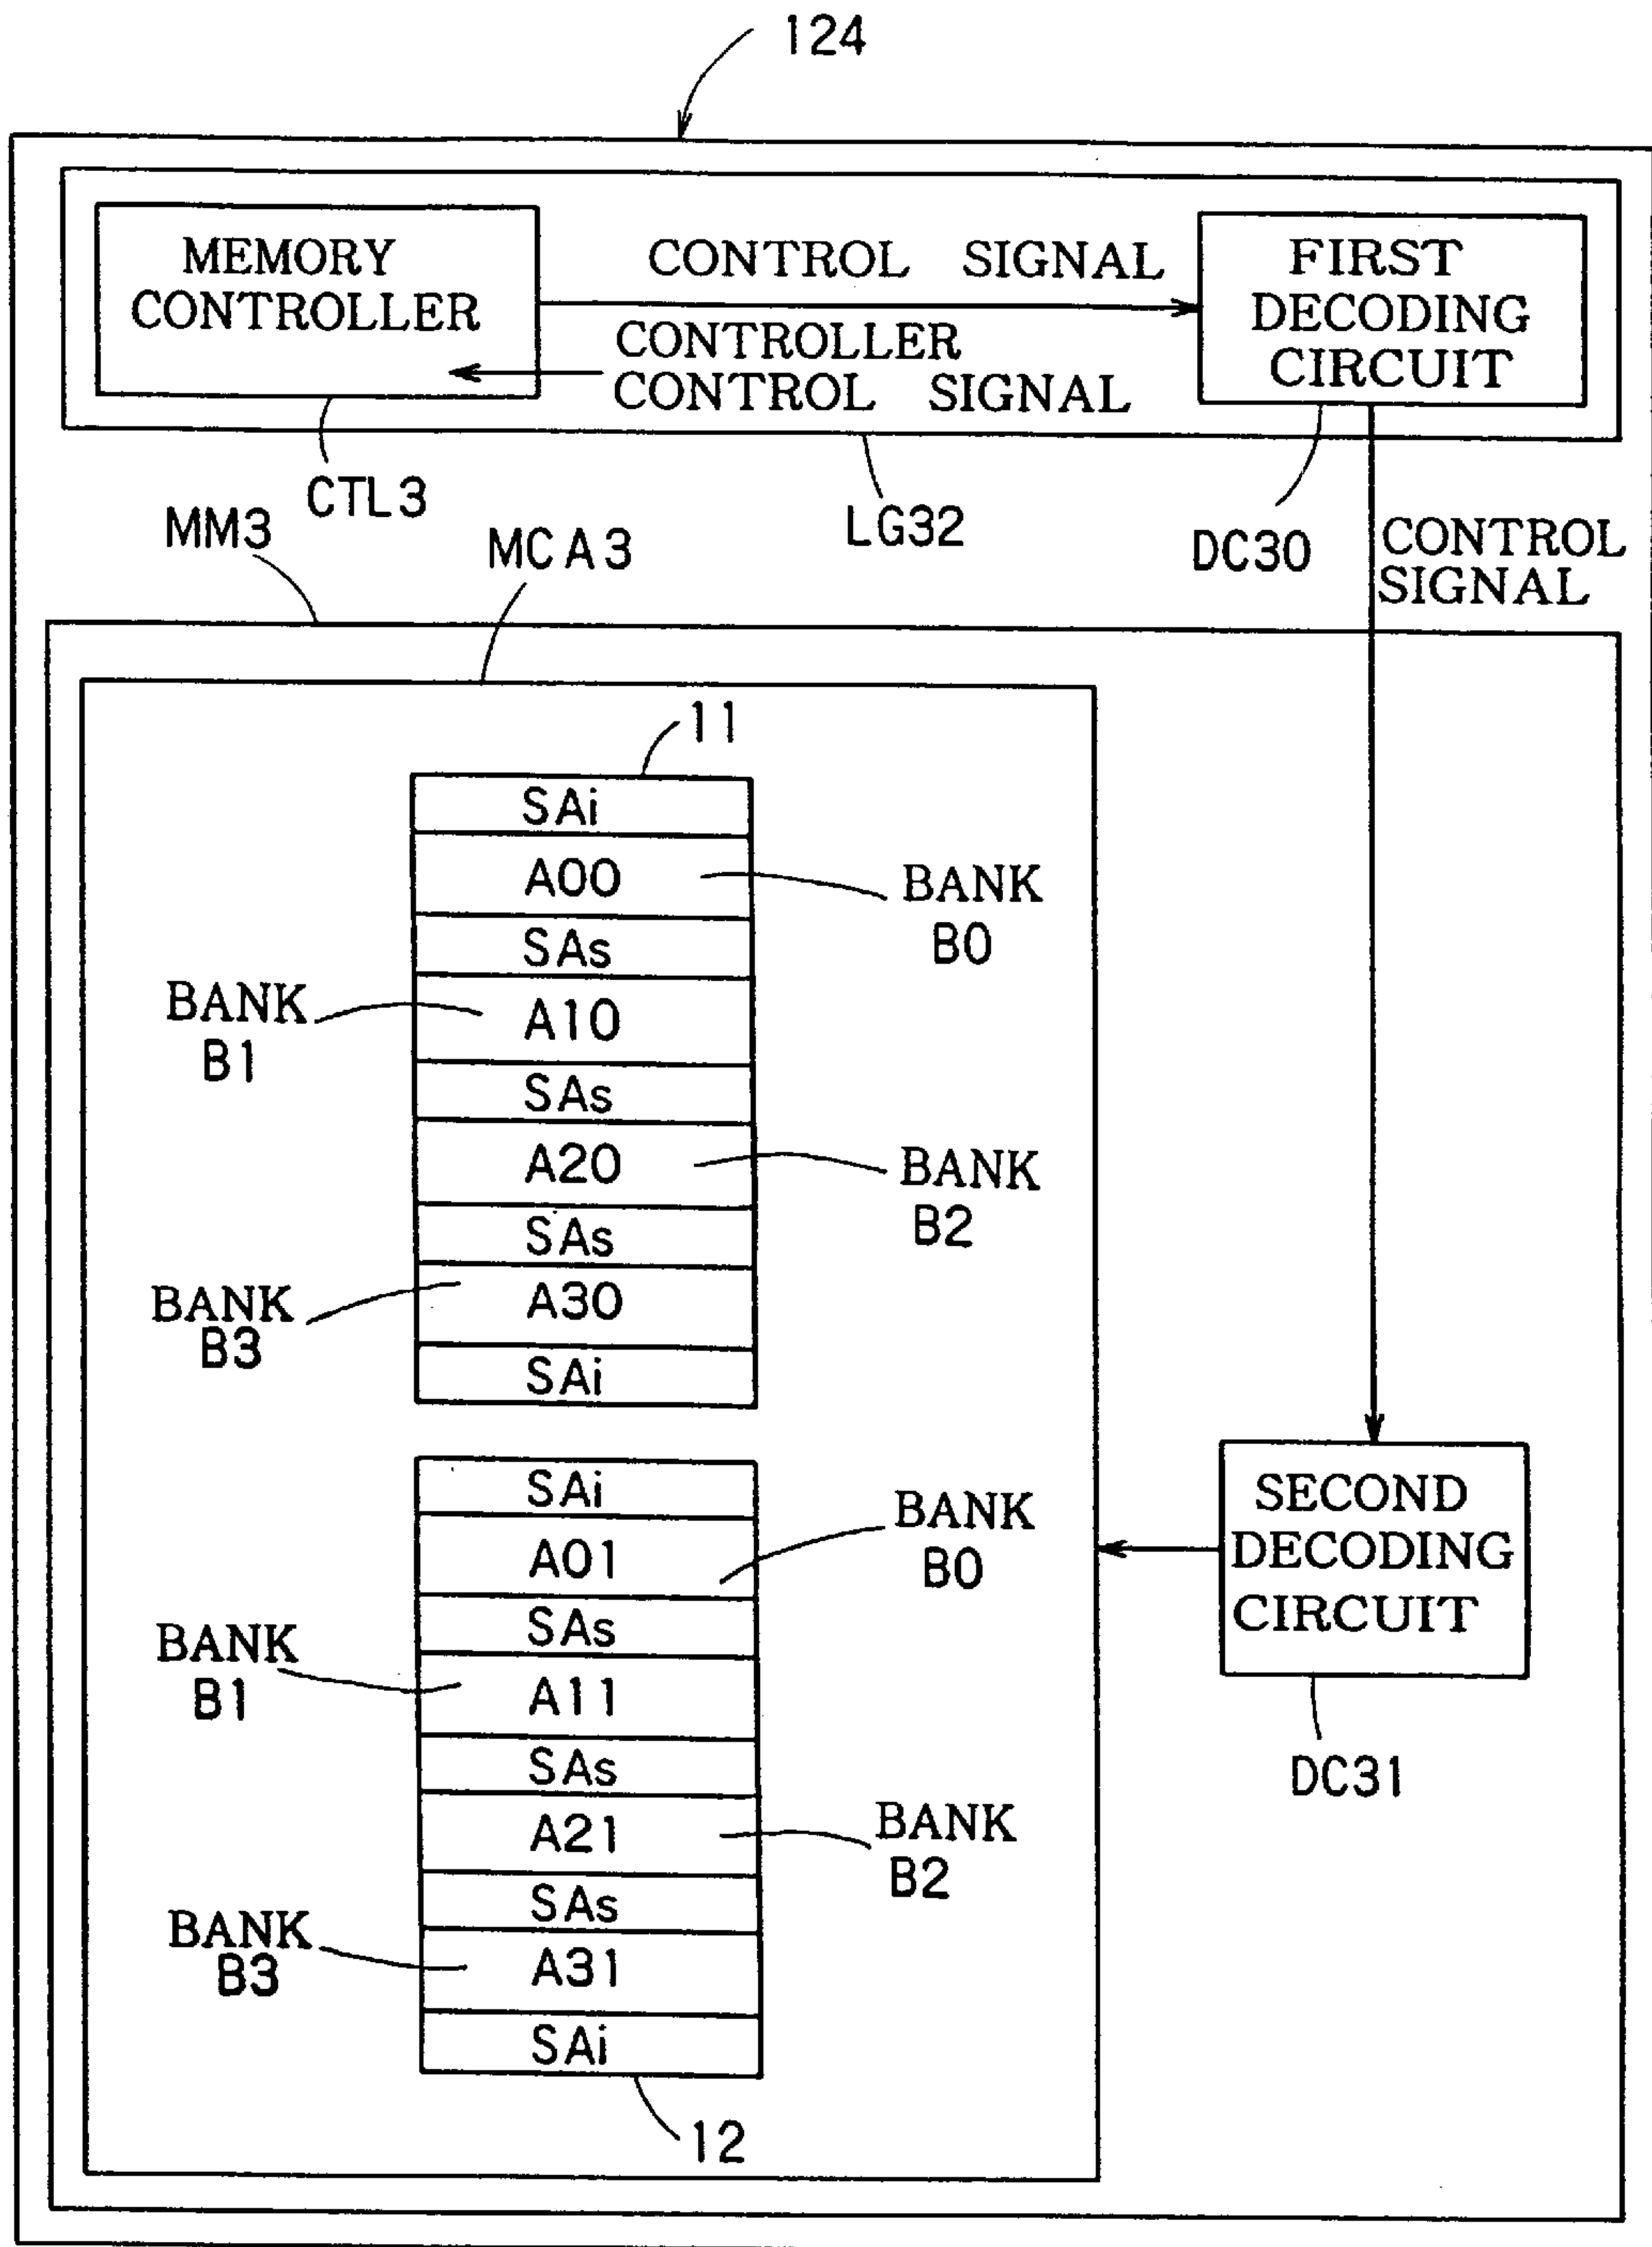 124
MEMORY
CONTROLLER
CONTROL SIGNAL
CONTROLLER
CONTROL SIGNAL
FIRST
DECODING
CIRCUIT
CTL3
LG32
DC30
CONTROL
SIGNAL
MM3
MCA3
11
SAi
A00
BANK
B0
SAs
BANK
B1
A10
SAs
A20
BANK
B2
SAs
BANK
B3
A30
SAi
SAi
A01
BANK
B0
SAs
BANK
B1
A11
SAs
A21
BANK
B2
SAs
BANK
B3
A31
SAi
12
SECOND
DECODING
CIRCUIT
DC31